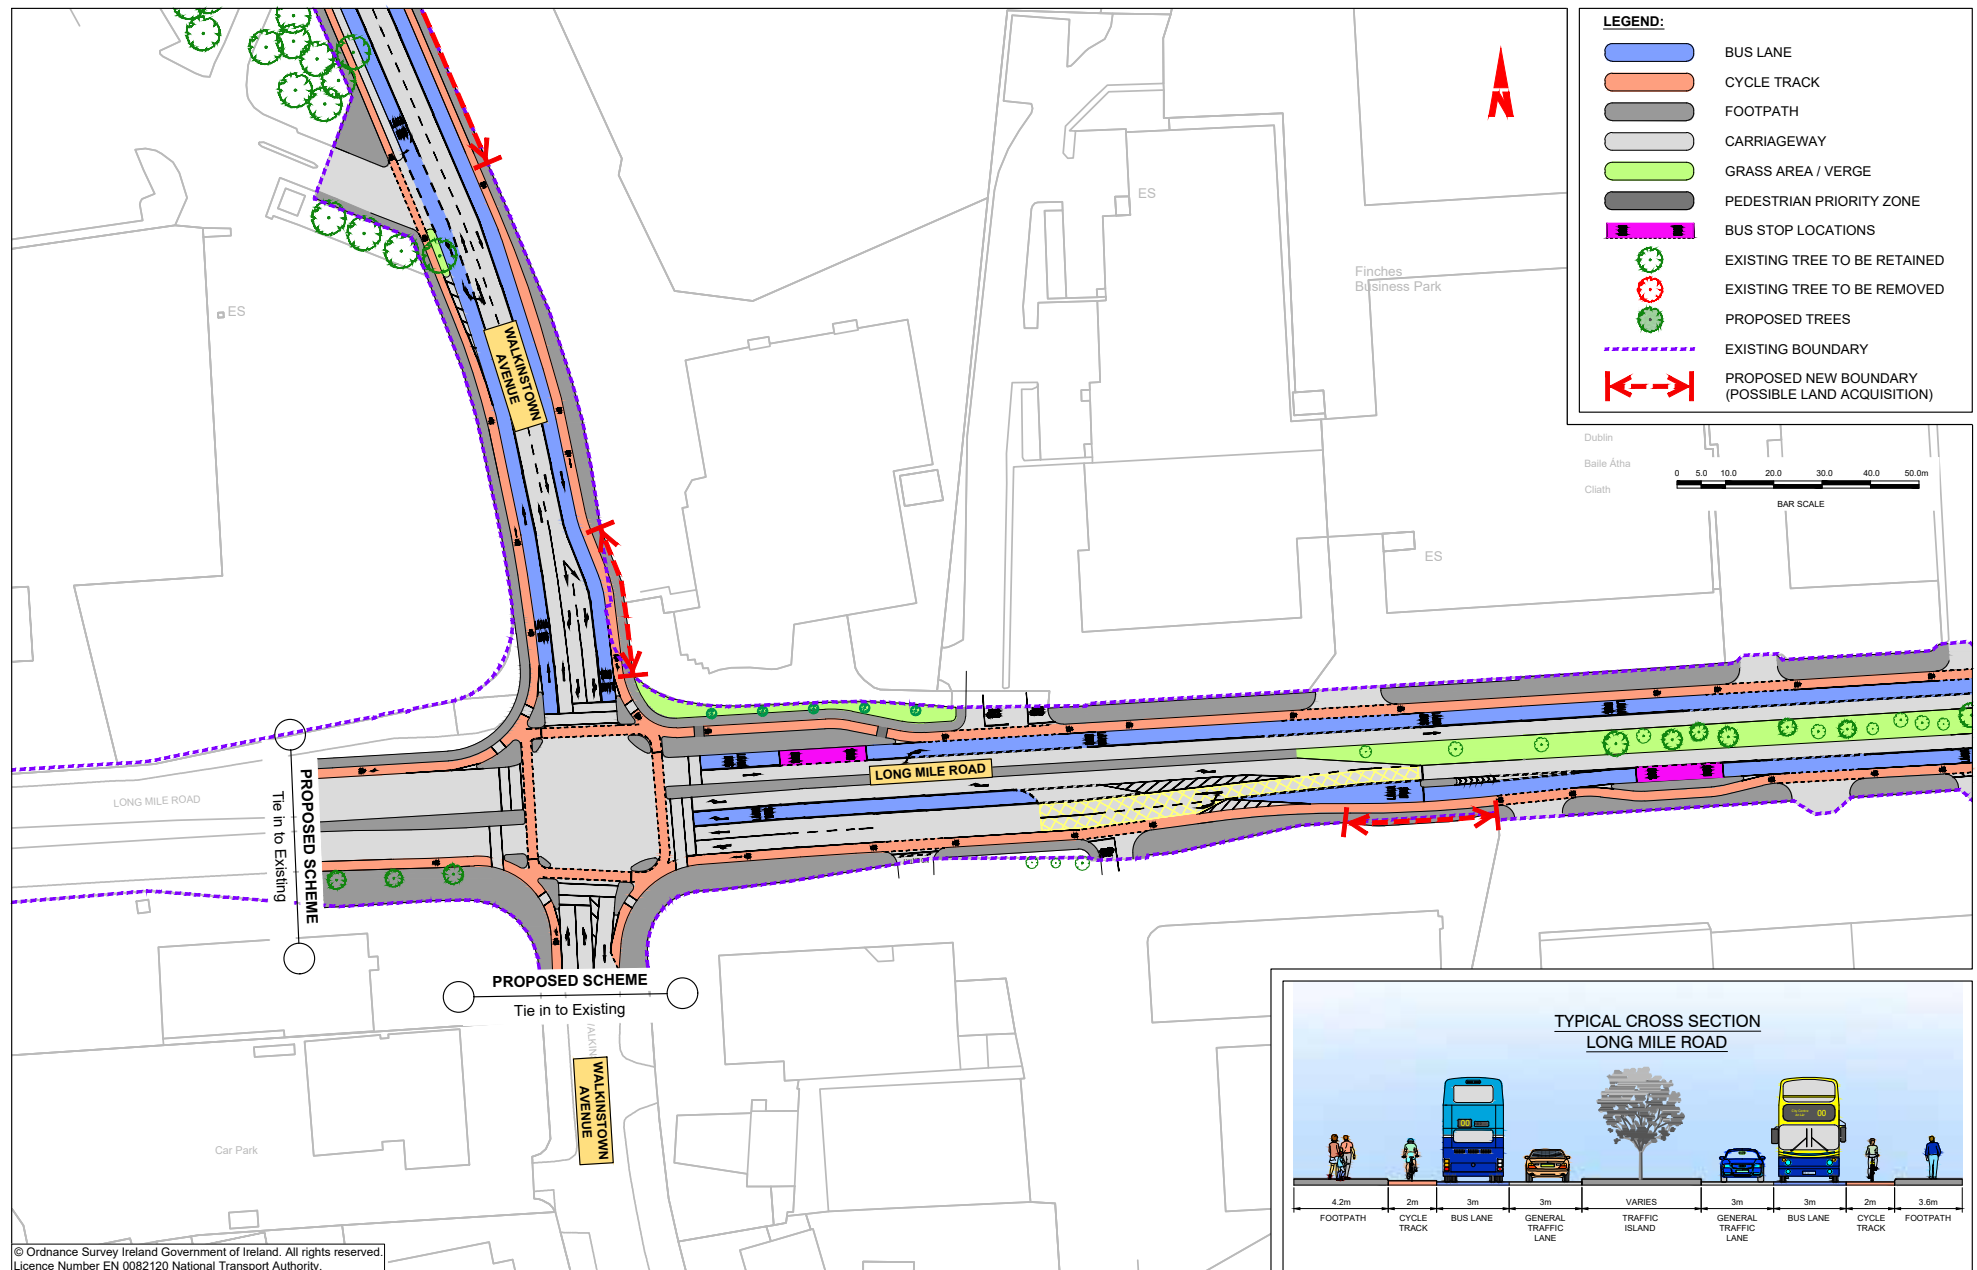 LEGEND:
BUS LANE
CYCLE TRACK
FOOTPATH
CARRIAGEWAY
GRASS AREA / VERGE
PEDESTRIAN PRIORITY ZONE
BUS STOP LOCATIONS
EXISTING TREE TO BE RETAINED
EXISTING TREE TO BE REMOVED
PROPOSED TREES
EXISTING BOUNDARY
PROPOSED NEW BOUNDARY
(POSSIBLE LAND ACQUISITION)
N
ES
Finches
Business Park
ES
WALKINSTOWN
AVENUE
Dublin
Baile Átha
Cliath
0 5.0 10.0 20.0 30.0 40.0 50.0m
BAR SCALE
ES
LONG MILE ROAD
LONG MILE ROAD
PROPOSED SCHEME
Tie in to Existing
PROPOSED SCHEME
Tie in to Existing
WALKINSTOWN
AVENUE
Car Park
TYPICAL CROSS SECTION
LONG MILE ROAD
00
00
4.2m 2m 3m 3m VARIES 3m 3m 2m 3.6m
FOOTPATH CYCLE BUS LANE GENERAL TRAFFIC GENERAL BUS LANE CYCLE FOOTPATH
TRACK TRAFFIC ISLAND TRAFFIC TRACK
LANE LANE
© Ordnance Survey Ireland Government of Ireland. All rights reserved.
Licence Number EN 0082120 National Transport Authority.